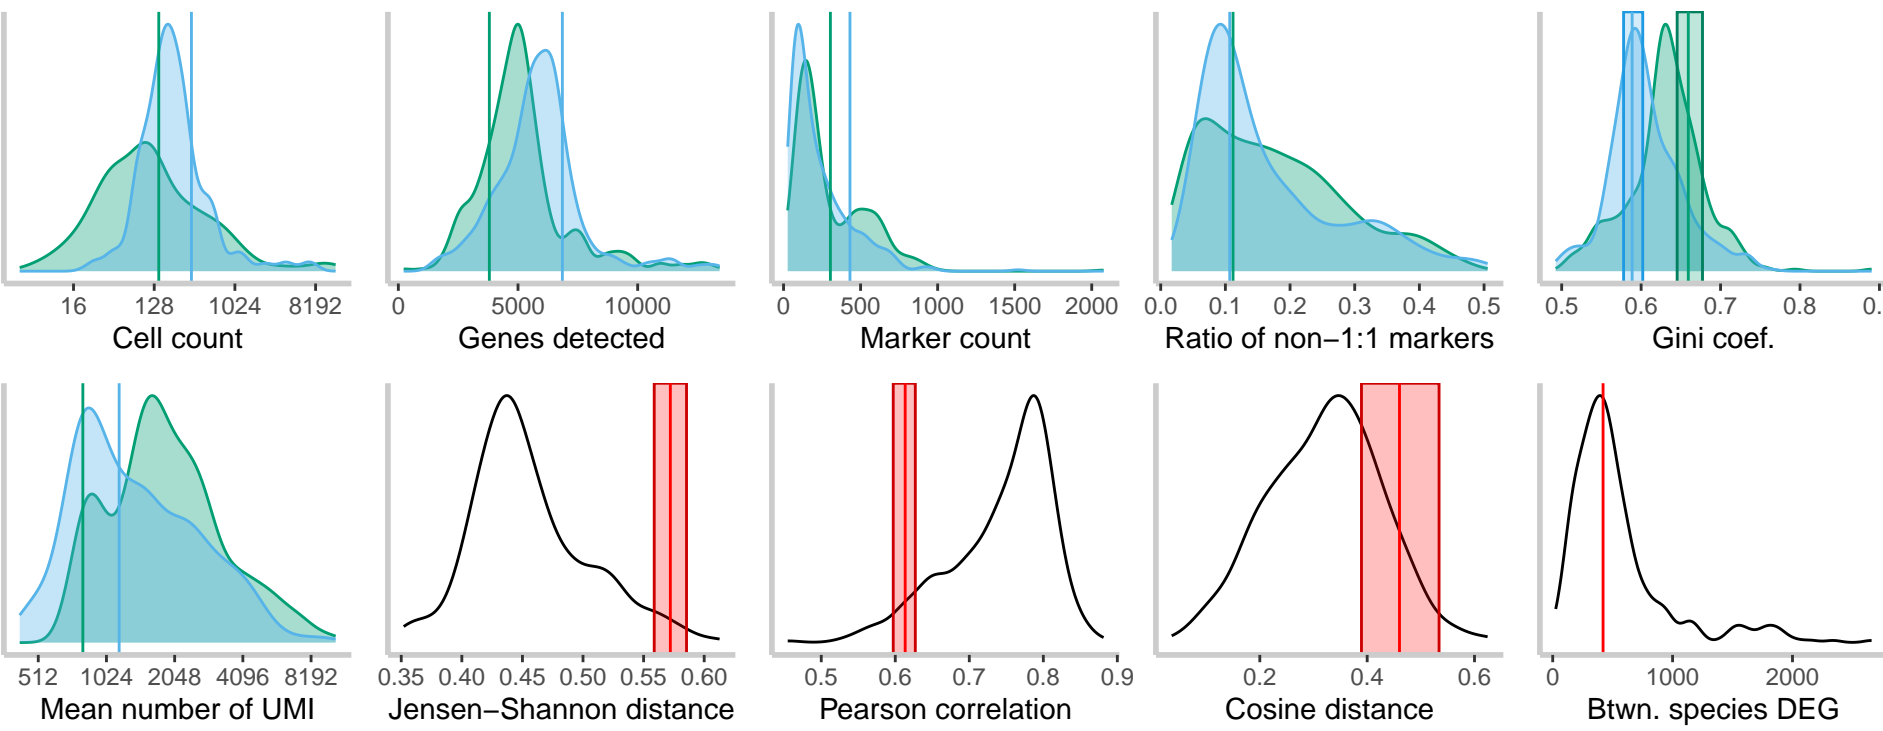 16 128 1024 8192
Cell count
0 5000 10000
Genes detected
0 500 1000 1500 2000
Marker count
0.0 0.1 0.2 0.3 0.4 0.5
Ratio of non−1:1 markers
0.5 0.6 0.7 0.8 0.
Gini coef.
512 1024 2048 4096 8192
Mean number of UMI
0.35 0.40 0.45 0.50 0.55 0.60
Jensen−Shannon distance
0.5 0.6 0.7 0.8 0.9
Pearson correlation
0.2 0.4 0.6
Cosine distance
0 1000 2000
Btwn. species DEG